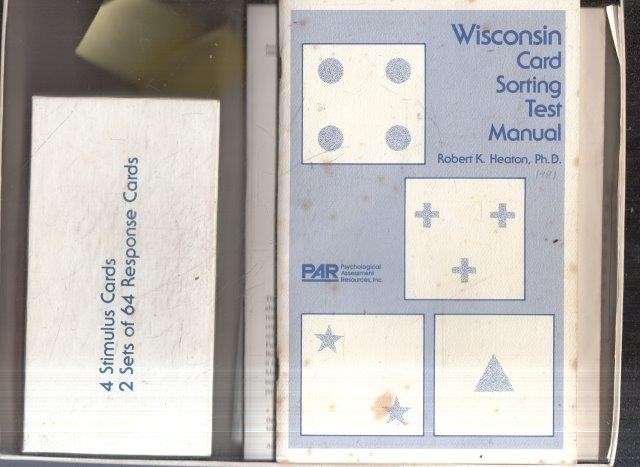 Wisconsin
Card
Sorting
Test
Manual
Robert K. Heaton, Ph.D.
1981
PAR Psychological
Assessment
Resources, Inc.
4 Stimulus Cards
2 Sets of 64 Response Cards